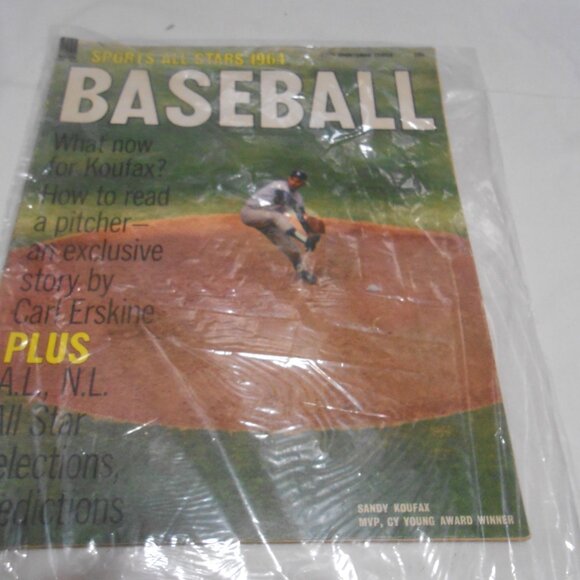 SPORTS ALL STARS 1964
BASEBALL
What now
for Koufax?
How to read
a pitcher—
an exclusive
story by
Carl Erskine
PLUS
A.L., N.L.
All Star
elections,
edictions
SANDY KOUFAX
MVP, CY YOUNG AWARD WINNER